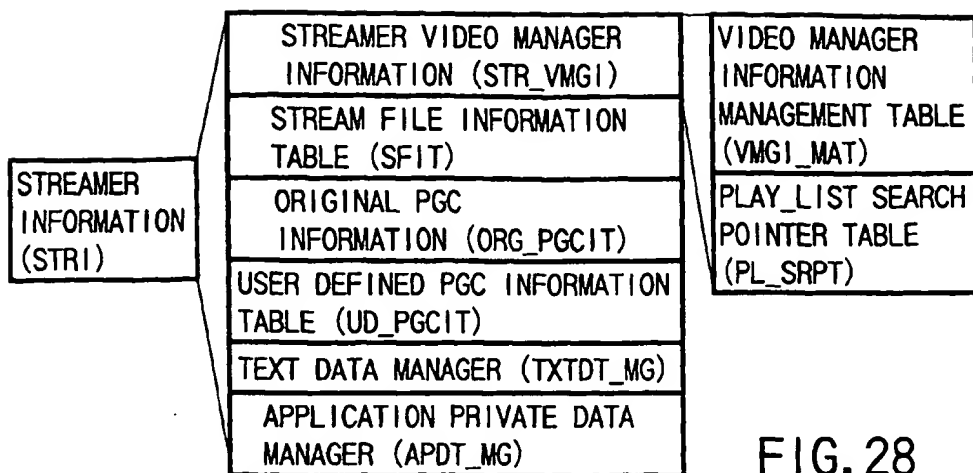 STREAMER
INFORMATION
(STRI)
STREAMER VIDEO MANAGER
INFORMATION (STR_VMGI)
STREAM FILE INFORMATION
TABLE (SFIT)
ORIGINAL PGC
INFORMATION (ORG_PGCIT)
USER DEFINED PGC INFORMATION
TABLE (UD_PGCIT)
TEXT DATA MANAGER (TXTDT_MG)
APPLICATION PRIVATE DATA
MANAGER (APDT_MG)
VIDEO MANAGER
INFORMATION
MANAGEMENT TABLE
(VMGI_MAT)
PLAY_LIST SEARCH
POINTER TABLE
(PL_SRPT)
FIG. 28